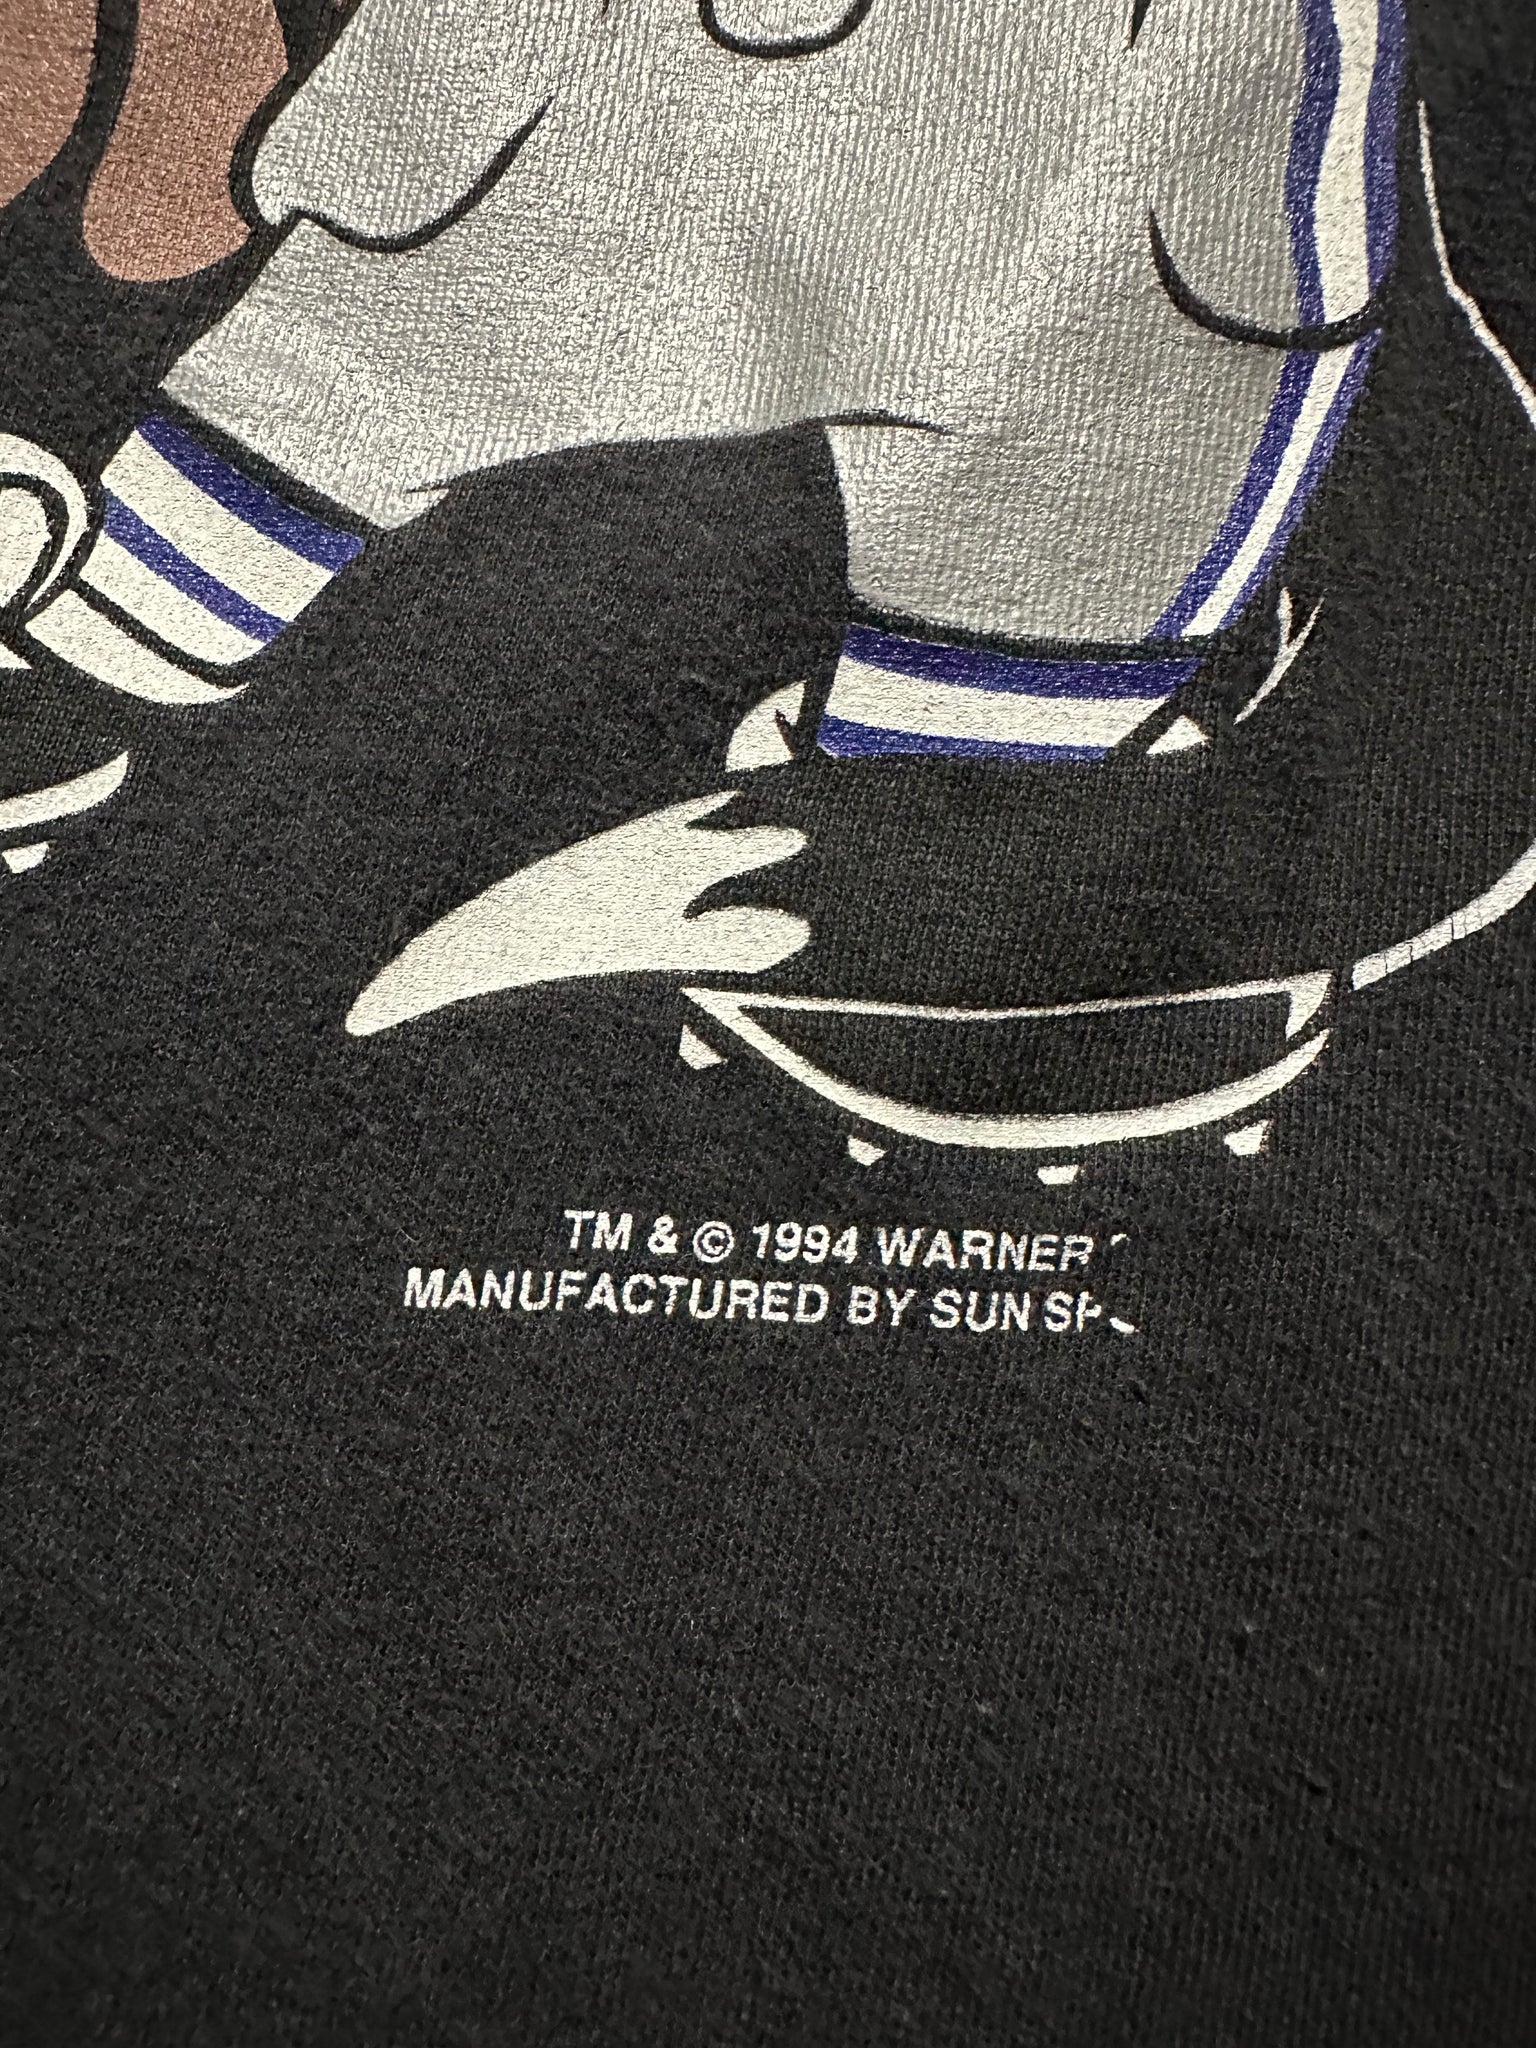 TM & © 1994 WARNER
MANUFACTURED BY SUN